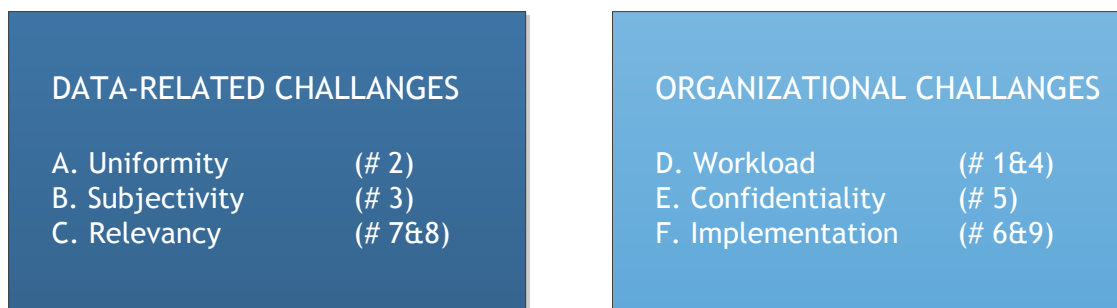 DATA-RELATED CHALLANGES
A. Uniformity (# 2)
B. Subjectivity (# 3)
C. Relevancy (# 7&8)
ORGANIZATIONAL CHALLANGES
D. Workload (# 1&4)
E. Confidentiality (# 5)
F. Implementation (# 6&9)